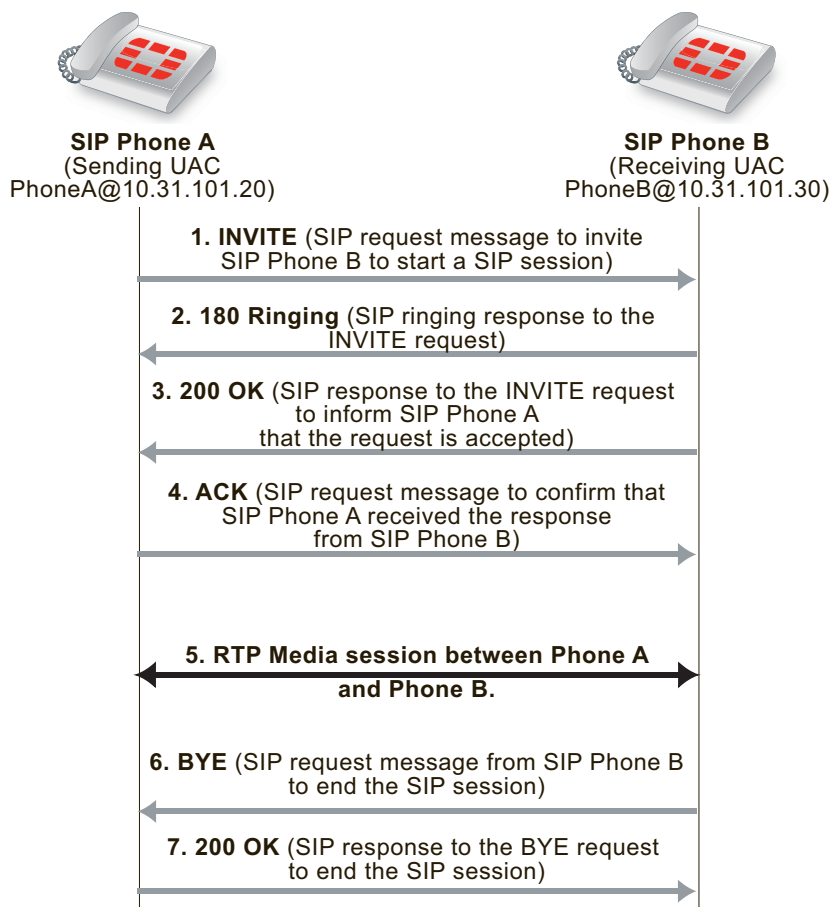 SIP Phone A
(Sending UAC
PhoneA@10.31.101.20)
SIP Phone B
(Receiving UAC
PhoneB@10.31.101.30)
1. INVITE (SIP request message to invite
SIP Phone B to start a SIP session)
2. 180 Ringing (SIP ringing response to the
INVITE request)
3. 200 OK (SIP response to the INVITE request
to inform SIP Phone A
that the request is accepted)
4. ACK (SIP request message to confirm that
SIP Phone A received the response
from SIP Phone B)
5. RTP Media session between Phone A
and Phone B.
6. BYE (SIP request message from SIP Phone B
to end the SIP session)
7. 200 OK (SIP response to the BYE request
to end the SIP session)